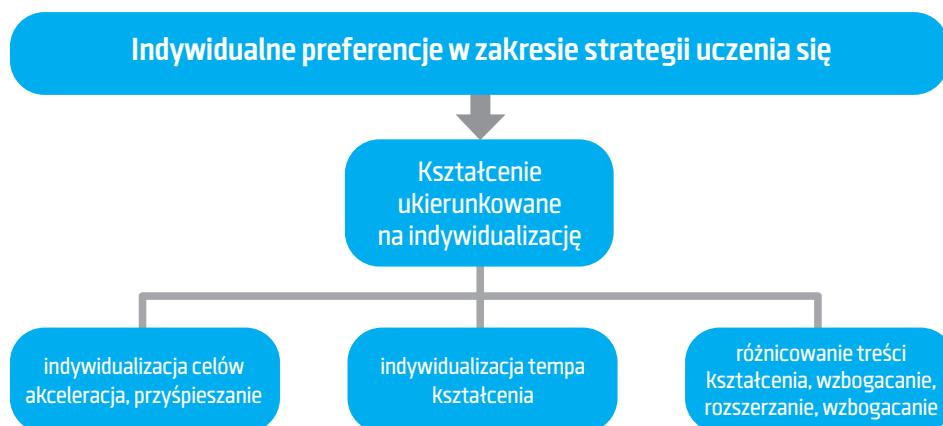 Indywidualne preferencje w zakresie strategii uczenia się
Kształcenie
ukierunkowane
na indywidualizację
indywidualizacja celów
akceleracja, przyśpieszanie
indywidualizacja tempa
kształcenia
różnicowanie treści
kształcenia, wzbogacanie,
rozszerzanie, wzbogacanie